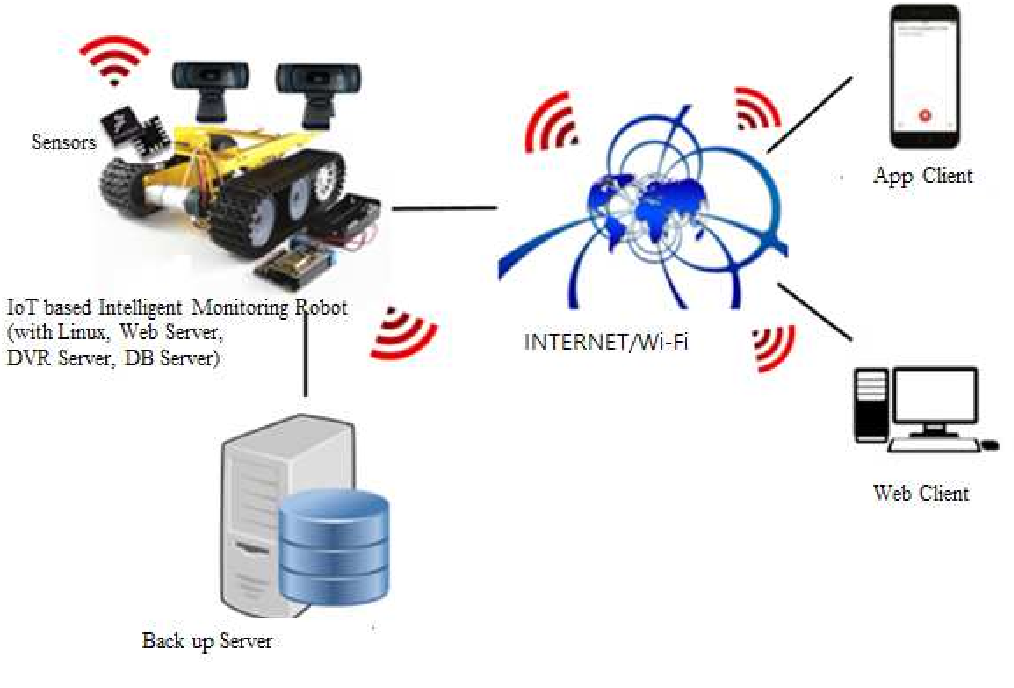 Sensors
App Client
IoT based Intelligent Monitoring Robot
(with Linux, Web Server,
DVR Server, DB Server)
INTERNET/Wi-Fi
Web Client
Back up Server